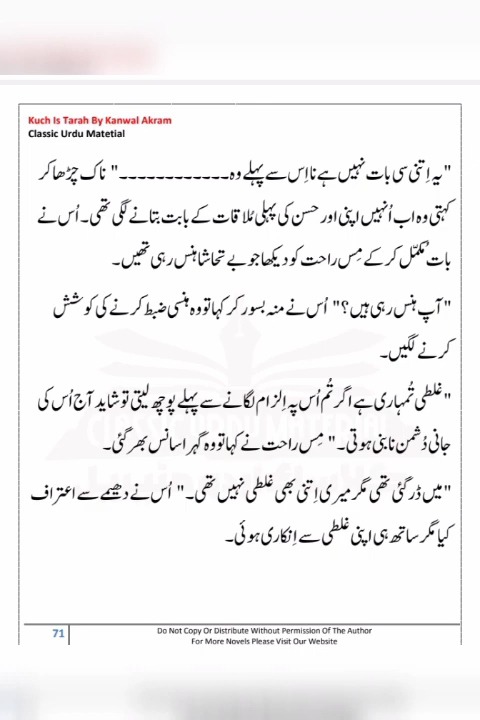 Kuch Is Tarah By Kanwal Akram
Classic Urdu Matetial
"یہ اِتنی سی بات نہیں ہے نا اِس سے پہلے وہ۔۔۔۔۔۔۔۔۔۔۔۔" ناک چڑھا کر
کہتی وہ اب اُنہیں اپنی اور حسن کی پہلی مُلاقات کے بابت بتانے لگی تھی۔ اُس نے
بات مُکمّل کر کے مِس راحت کو دیکھا جو بے تحاشا ہنس رہی تھیں۔
"آپ ہنس رہی ہیں؟" اُس نے منہ بسور کر کہا تو وہ ہنسی ضبط کرنے کی کوشش
کرنے لگیں۔
"غلطی تُمہاری ہے اگر تُم اُس پہ اِلزام لگانے سے پہلے پوچھ لیتی تو شاید آج اُس کی
جانی دُشمن نا بنی ہوتی۔" مِس راحت نے کہا تو وہ گہرا سانس بھر گئی۔
"میں ڈر گئی تھی مگر میری اِتنی بھی غلطی نہیں تھی۔" اُس نے دھیمے سے اعتراف
کیا مگر ساتھ ہی اپنی غلطی سے اِنکاری ہوئی۔
71
Do Not Copy Or Distribute Without Permission Of The Author
For More Novels Please Visit Our Website